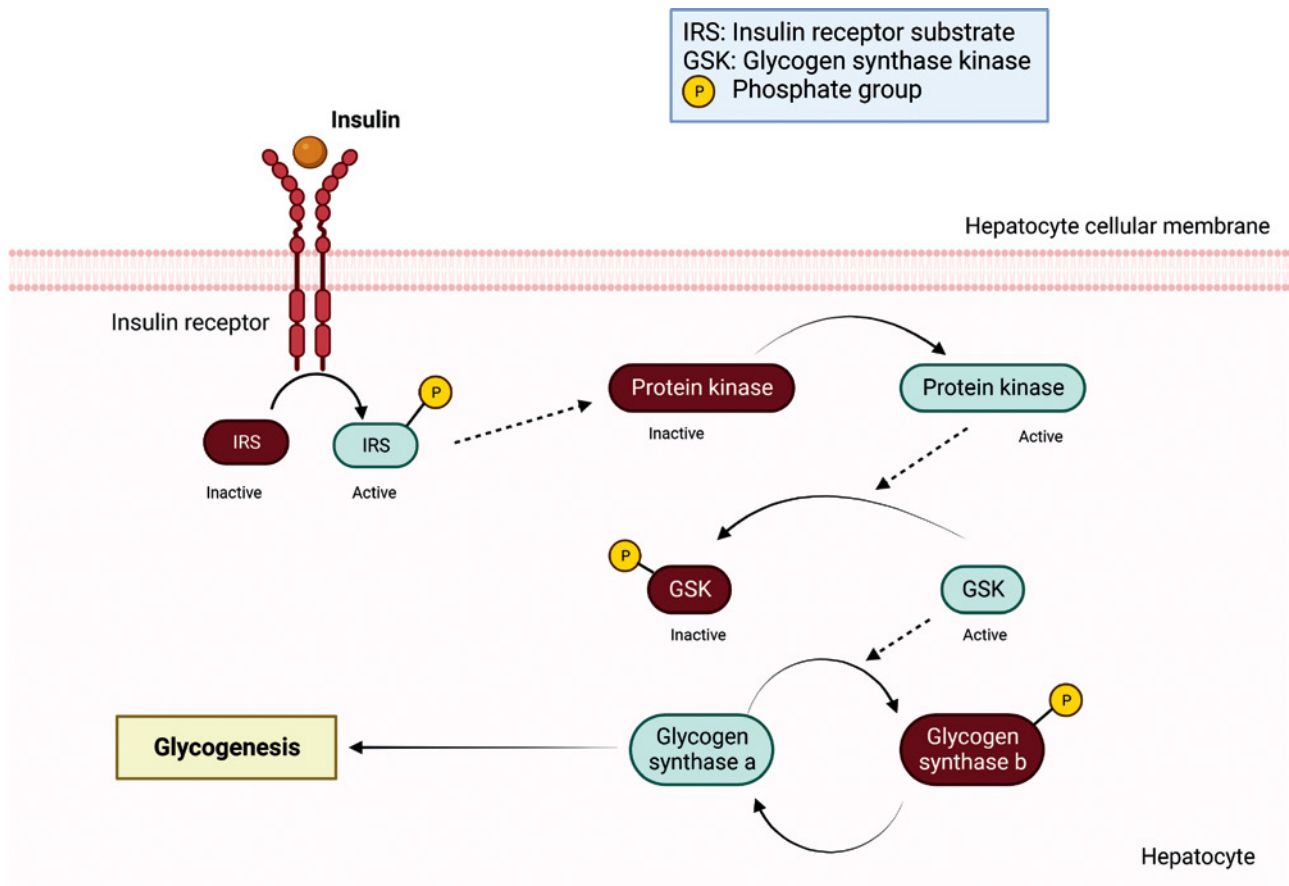 IRS: Insulin receptor substrate
GSK: Glycogen synthase kinase
P Phosphate group
Insulin
Hepatocyte cellular membrane
Insulin receptor
Protein kinase
Protein kinase
P
Inactive
Active
IRS
IRS
Inactive
Active
P
GSK
GSK
Inactive
Active
P
Glycogen
synthase a
Glycogen
synthase b
Glycogenesis
Hepatocyte